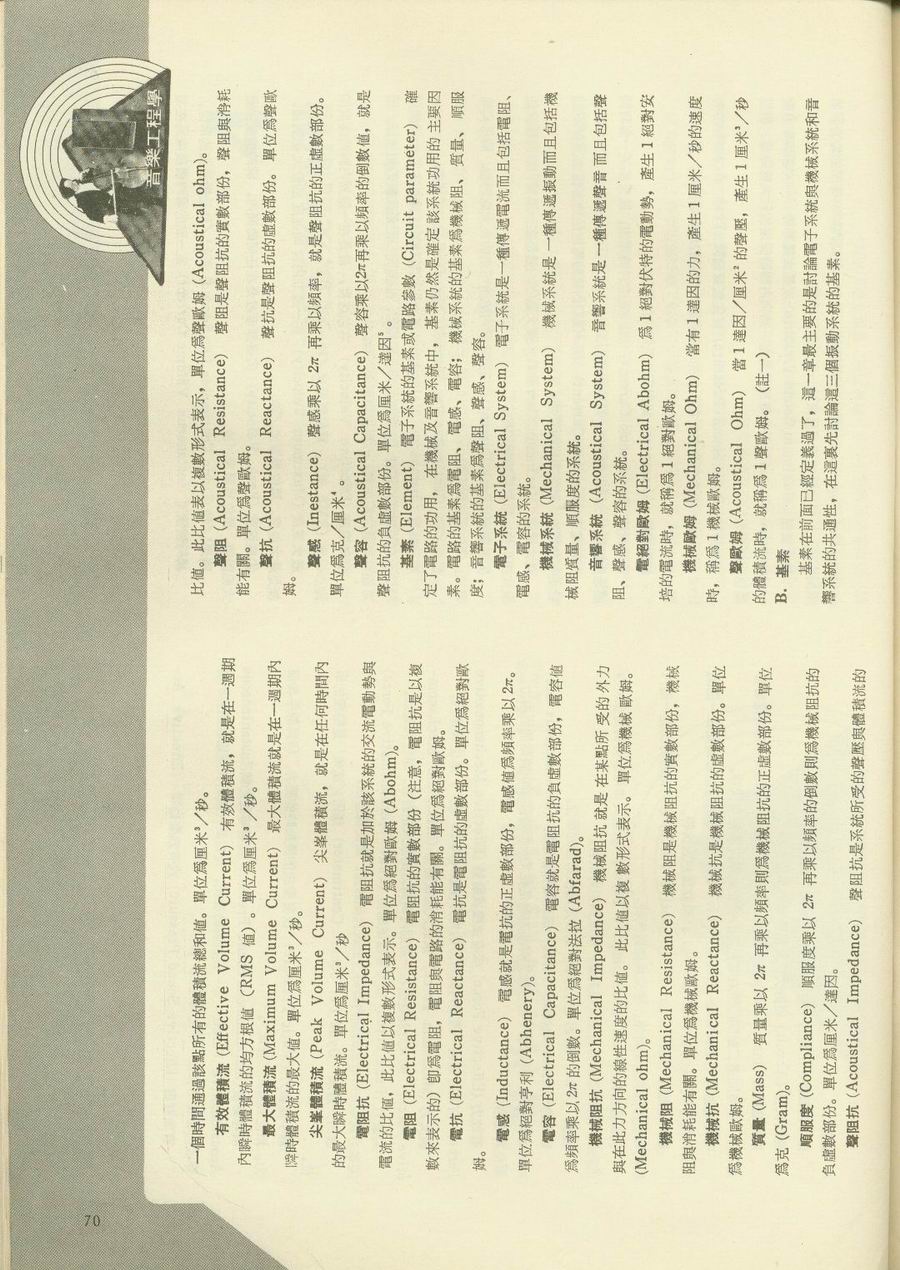 一個時間通過該點所有的體積流總和值。單位爲厘米³／秒。
有效體積流 (Effective Volume Current) 有效體積流，就是在一週期
內瞬時體積流的均方根值（RMS 值）。單位爲厘米³／秒。
最大體積流 (Maximum Volume Current) 最大體積流就是在一週期內
瞬時體積流的最大值。單位爲厘米³／秒。
尖峯體積流 (Peak Volume Current) 尖峯體積流，就是在任何時間內
的最大瞬時體積流。單位爲厘米³／秒
電阻抗 (Electrical Impedance) 電阻抗就是加於該系統的交流電動勢與
電流的比值，此比值以複數形式表示。單位爲絕對歐姆 (Abohm)。
電阻 (Electrical Resistance) 電阻抗的實數部份（注意，電阻抗是以複
數來表示的）卽爲電阻，電阻與電路的消耗能有關。單位爲絕對歐姆。
電抗 (Electrical Reactance) 電抗是電阻抗的虛數部份。單位爲絕對歐
姆。
電感 (Inductance) 電感就是電抗的正虛數部份，電感値爲頻率乘以 2π。
單位爲絕對亨利 (Abhenery)。
電容 (Electrical Capacitance) 電容就是電阻抗的負虛數部份，電容値
爲頻率乘以 2π 的倒數。單位爲絕對法拉 (Abfarad)。
機械阻抗 (Mechanical Impedance) 機械阻抗 就是 在某點所 受的 外力
與在此力方向的線性速度的比值。 此比值以復 數形式表示。 單位爲機械 歐姆。
(Mechanical ohm)。
機械阻 (Mechanical Resistance) 機械阻是機械阻抗的實數部份，機械
阻與消耗能有關。單位爲機械歐姆。
機械抗 (Mechanical Reactance) 機械抗是機械阻抗的虛數部份。單位
爲機械歐姆。
質量 (Mass) 質量乘以 2π 再乘以頻率則爲機械阻抗的正虛數部份。單位
爲克 (Gram)。
順服度 (Compliance) 順服度乘以 2π 再乘以頻率的倒數則爲機械阻抗的
負虛數部份。單位爲厘米／達因。
聲阻抗 (Acoustical Impedance) 聲阻抗是系統所受的聲壓與體積流的
比值。此比值表以複數形式表示，單位爲聲歐姆 (Acoustical ohm)。
聲阻 (Acoustical Resistance) 聲阻是聲阻抗的實數部份，聲阻與消耗
能有關。單位爲聲歐姆。
聲抗 (Acoustical Reactance) 聲抗是聲阻抗的虛數部份。單位爲聲歐
姆。
聲感 (Inestance) 聲感乘以 2π 再乘以頻率，就是聲阻抗的正虛數部份。
單位爲克／厘米⁴。
聲容 (Acoustical Capacitance) 聲容乘以2π再乘以頻率的倒數値，就是
聲阻抗的負虛數部份。單位爲厘米／達因⁵。
基素 (Element) 電子系統的基素或電路參數 (Circuit parameter) 確
定了電路的功用，在機械及音響系統中，基素仍然是確定 該系統功用的 主要因
素。電路的基素爲電阻、電感、電容；機械系統的基素爲機械阻、質量、順服
度；音響系統的基素爲聲阻、聲感、聲容。
電子系統 (Electrical System) 電子系統是一種傳遞電流而且包括電阻、
電感、電容的系統。
機械系統 (Mechanical System) 機械系統是 一種傳遞振動而且包括機
械阻質量、順服度的系統。
音響系統 (Acoustical System) 音響系統是 一種傳遞聲音 而且包括聲
阻、聲感、聲容的系統。
電絕對歐姆 (Electrical Abohm) 爲 1 絕對伏特的電動勢，產生 1 絕對安
培的電流時，就稱爲 1 絕對歐姆。
機械歐姆 (Mechanical Ohm) 當有 1 達因的力，產生 1 厘米／秒的速度
時，稱爲 1 機械歐姆。
聲歐姆 (Acoustical Ohm) 當 1 達因／厘米² 的聲壓，產生 1 厘米³／秒
的體積流時，就稱爲 1 聲歐姆。（註一）
B. 基素
基素在前面已經定義過了，這一章最主要的是討論電子系統與機械系統和音
響系統的共通性，在這裏先討論這三個振動系統的基素。
音樂工程學
70